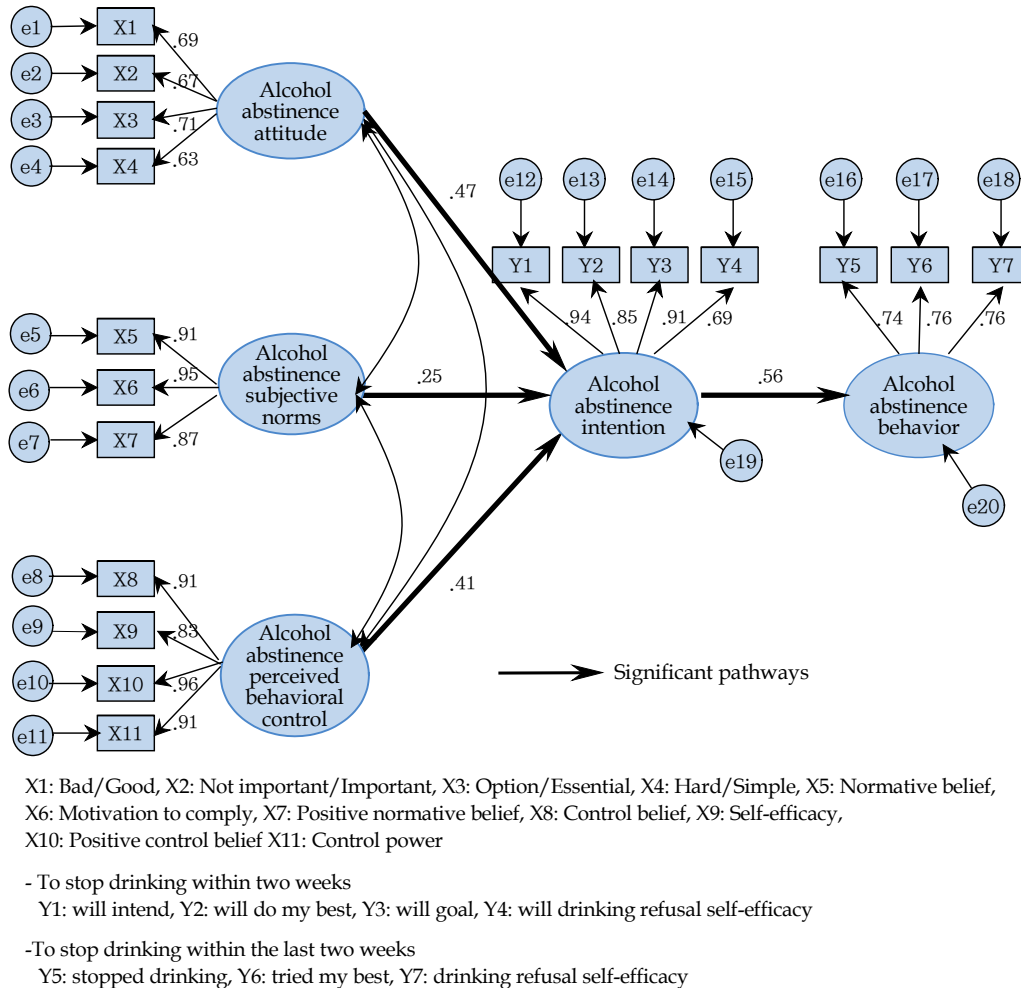 e1 X1 .69
e2 X2 .67
e3 X3 .71
e4 X4 .63
Alcohol
abstinence
attitude
.47
e12 e13 e14 e15
Y1 Y2 Y3 Y4
.94 .85 .91 .69
e16 e17 e18
Y5 Y6 Y7
.74 .76 .76
e5 X5 .91
e6 X6 .95
e7 X7 .87
Alcohol
abstinence
subjective
norms
.25
Alcohol
abstinence
intention
.56
Alcohol
abstinence
behavior
e19
e20
e8 X8 .91
e9 X9 .83
e10 X10 .96
e11 X11 .91
Alcohol
abstinence
perceived
behavioral
control
.41
Significant pathways
X1: Bad/Good, X2: Not important/Important, X3: Option/Essential, X4: Hard/Simple, X5: Normative belief,
X6: Motivation to comply, X7: Positive normative belief, X8: Control belief, X9: Self-efficacy,
X10: Positive control belief X11: Control power
- To stop drinking within two weeks
Y1: will intend, Y2: will do my best, Y3: will goal, Y4: will drinking refusal self-efficacy
-To stop drinking within the last two weeks
Y5: stopped drinking, Y6: tried my best, Y7: drinking refusal self-efficacy